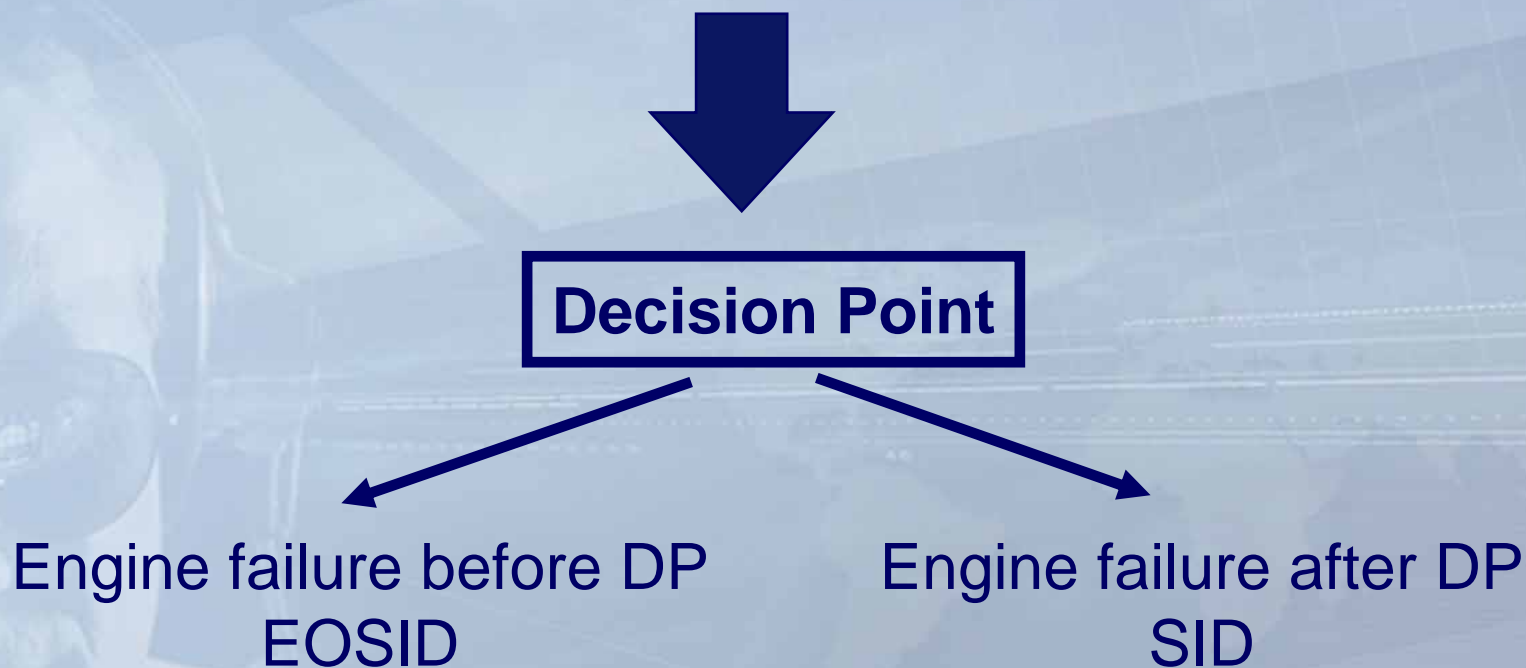 Decision Point
Engine failure before DP
EOSID
Engine failure after DP
SID